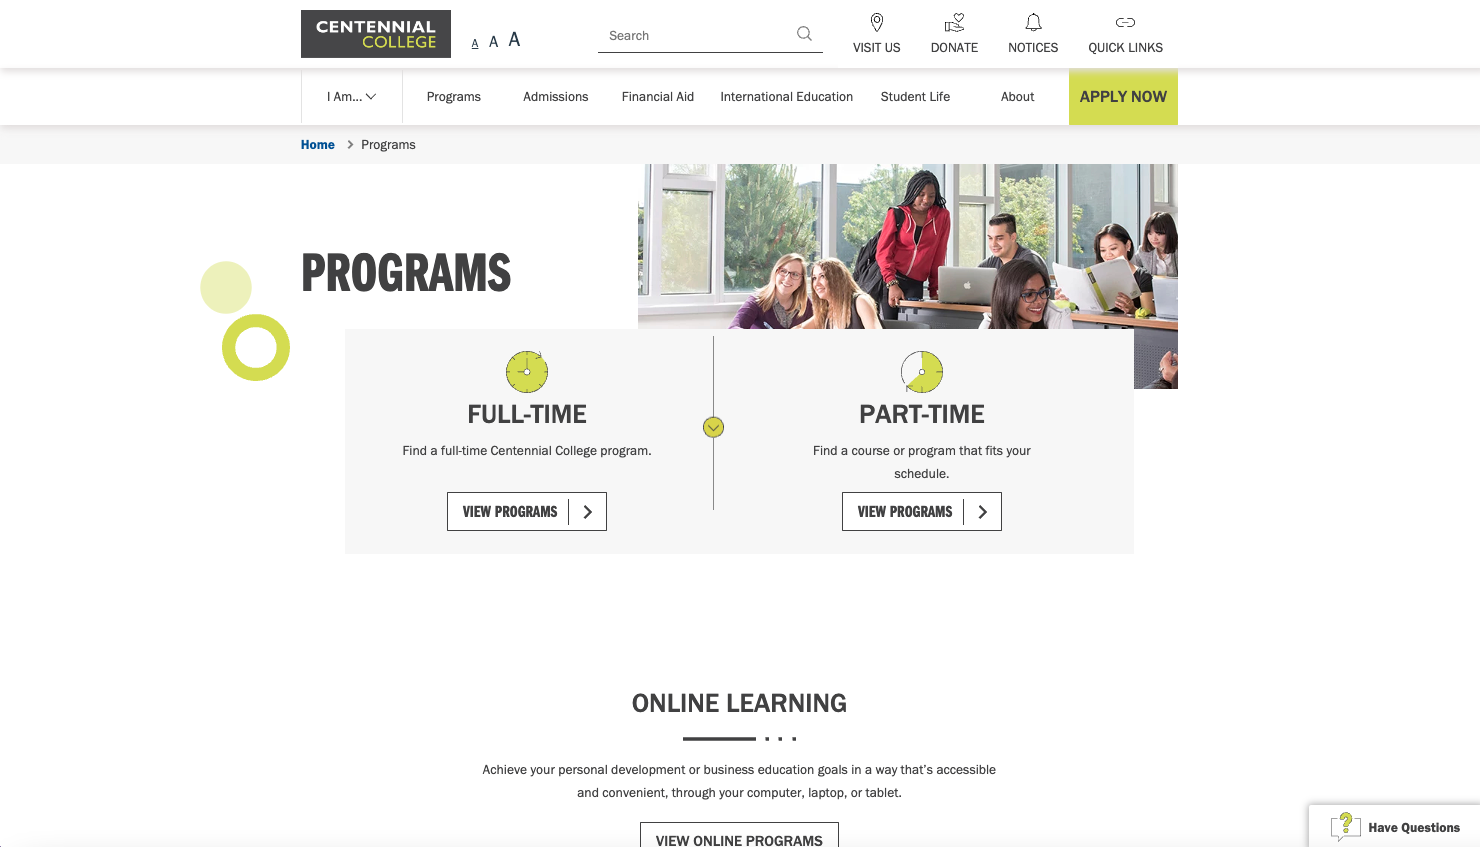 CENTENNIAL
COLLEGE
A A A
Search
VISIT US
DONATE
NOTICES
QUICK LINKS
I Am...
Programs
Admissions
Financial Aid
International Education
Student Life
About
APPLY NOW
Home
Programs
PROGRAMS
FULL-TIME
Find a full-time Centennial College program.
VIEW PROGRAMS
PART-TIME
Find a course or program that fits your
schedule.
VIEW PROGRAMS
ONLINE LEARNING
Achieve your personal development or business education goals in a way that's accessible
and convenient, through your computer, laptop, or tablet.
VIEW ONLINE PROGRAMS
?
Have Questions